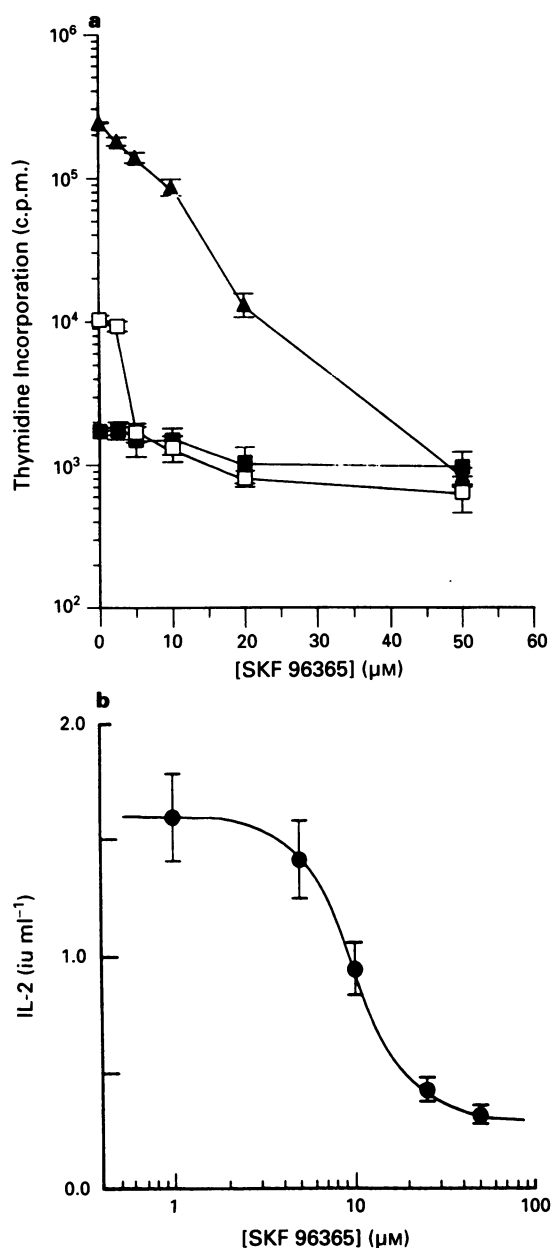 a
10⁶
10⁵
10⁴
10³
10²
Thymidine Incorporation (c.p.m.)
0 10 20 30 40 50 60
[SKF 96365] (μM)
b
2.0
1.0
0.0
IL-2 (iu ml⁻¹)
1 10 100
[SKF 96365] (μM)